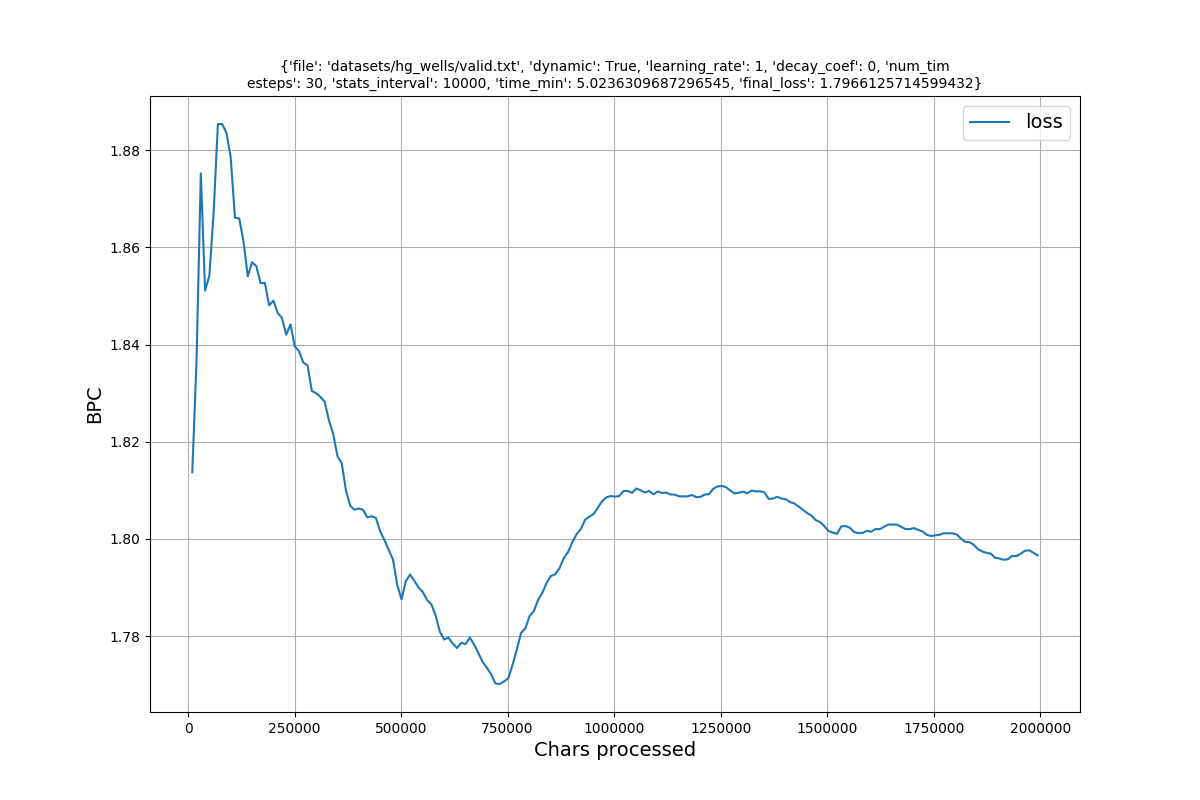 {'file': 'datasets/hg_wells/valid.txt', 'dynamic': True, 'learning_rate': 1, 'decay_coef': 0, 'num_tim
esteps': 30, 'stats_interval': 10000, 'time_min': 5.0236309687296545, 'final_loss': 1.7966125714599432}
loss
1.88
1.86
1.84
1.82
1.80
1.78
BPC
0 250000 500000 750000 1000000 1250000 1500000 1750000 2000000
Chars processed